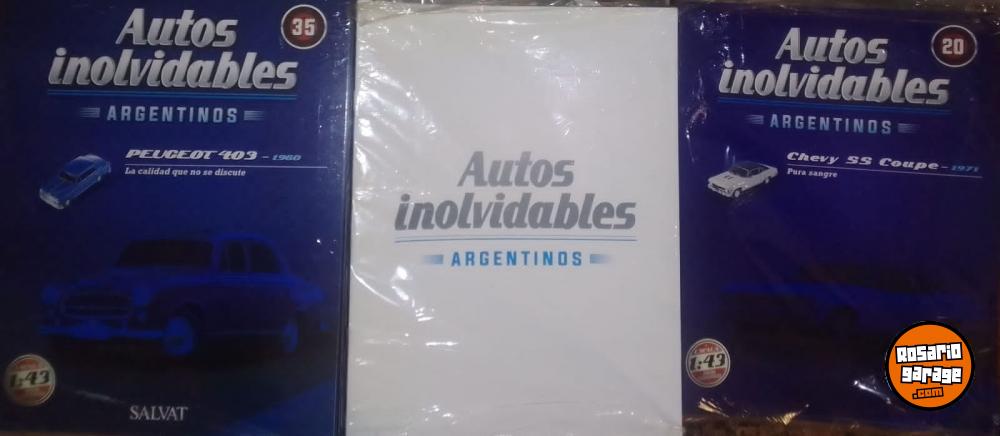 35
Autos
inolvidables
ARGENTINOS
PEUGEOT 403 - 1960
La calidad que no se discute
1:43
SALVAT
Autos
inolvidables
ARGENTINOS
20
Autos
inolvidables
ARGENTINOS
Chevy SS Coupe - 1971
Pura sangre
1:43
Rosario
garage
.com